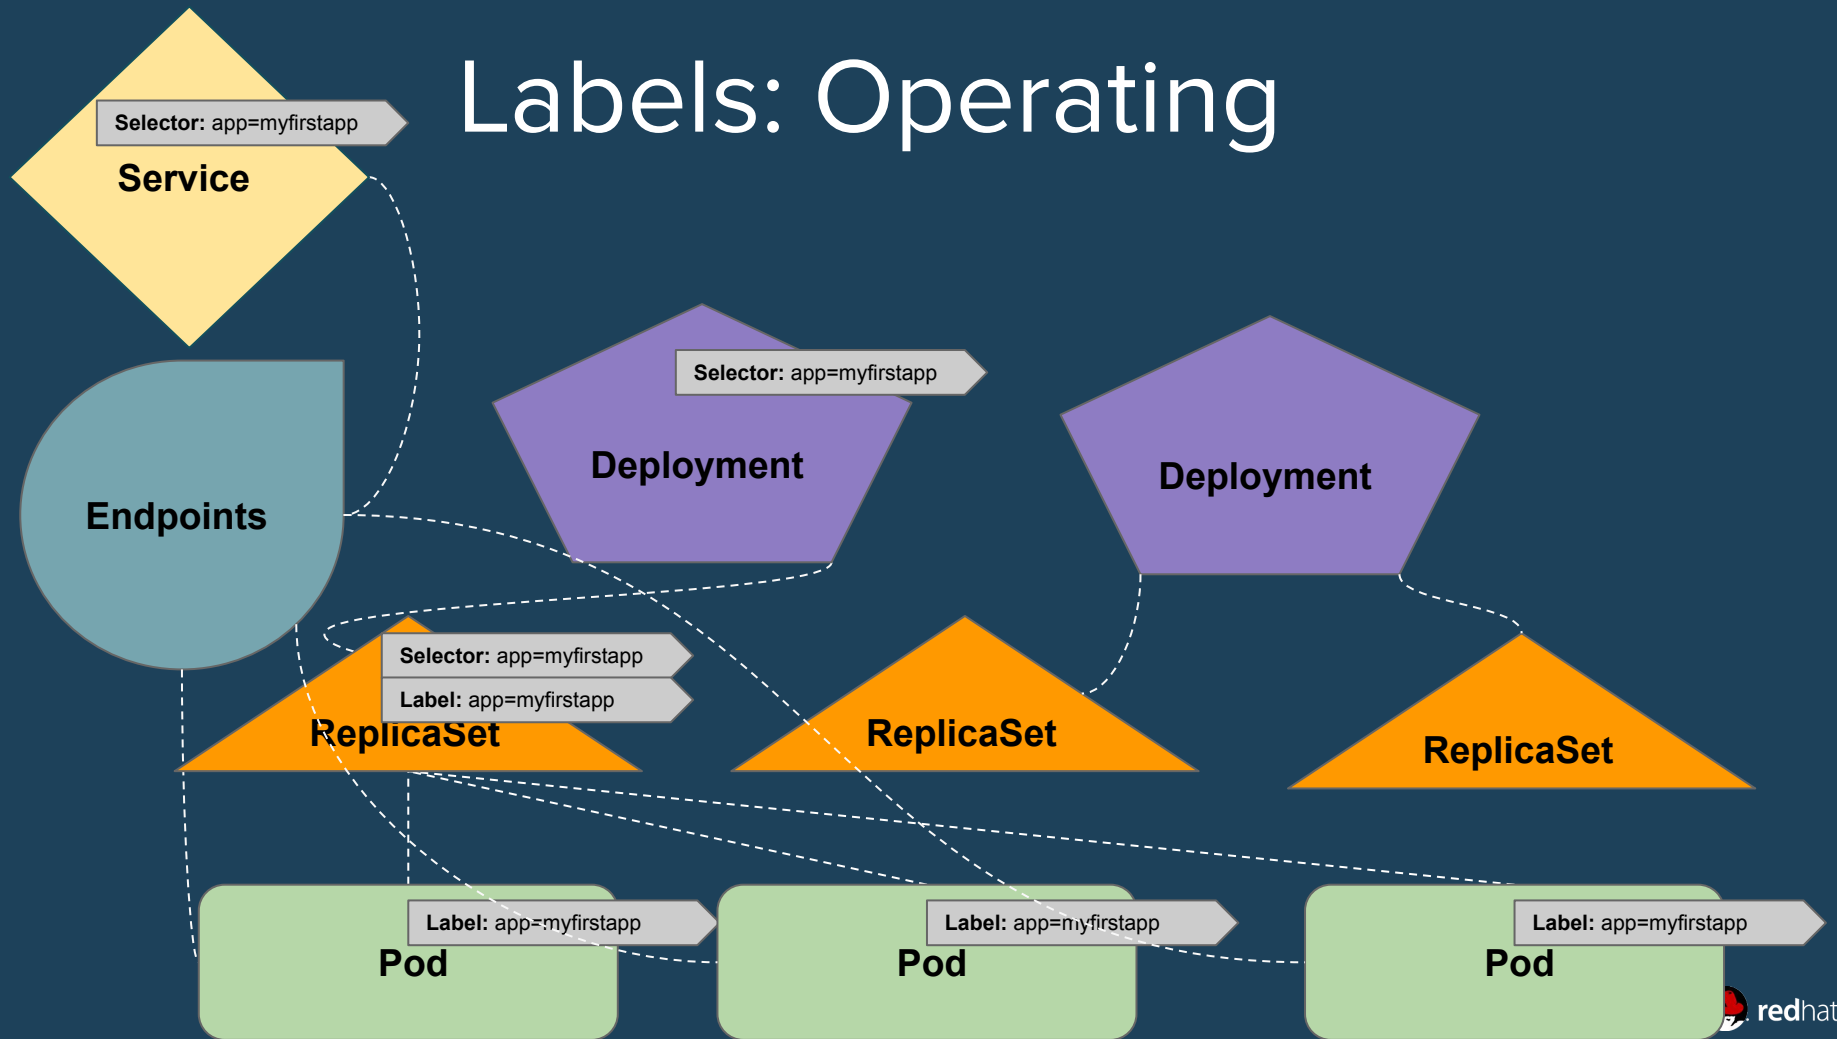 Labels: Operating
Selector: app=myfirstapp
Service
Selector: app=myfirstapp
Deployment
Deployment
Endpoints
Selector: app=myfirstapp
Label: app=myfirstapp
ReplicaSet
ReplicaSet
ReplicaSet
Label: app=myfirstapp
Pod
Label: app=myfirstapp
Pod
Label: app=myfirstapp
Pod
redhat